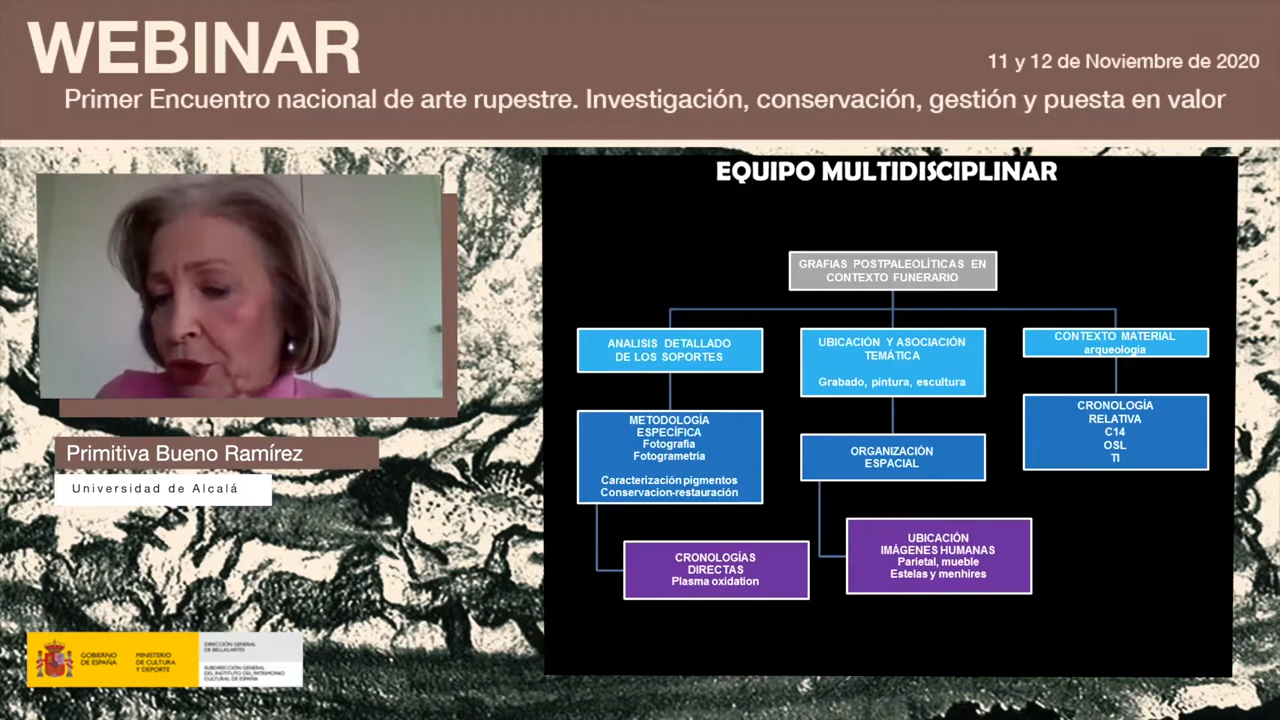 WEBINAR
11 y 12 de Noviembre de 2020
Primer Encuentro nacional de arte rupestre. Investigación, conservación, gestión y puesta en valor
EQUIPO MULTIDISCIPLINAR
GRAFIAS POSTPALEOLÍTICAS EN
CONTEXTO FUNERARIO
ANALISIS DETALLADO
DE LOS SOPORTES
METODOLOGÍA
ESPECÍFICA
Fotografía
Fotogrametría
Caracterización pigmentos
Conservacion-restauración
CRONOLOGÍAS
DIRECTAS
Plasma oxidation
UBICACIÓN Y ASOCIACIÓN
TEMÁTICA
Grabado, pintura, escultura
ORGANIZACIÓN
ESPACIAL
UBICACIÓN
IMÁGENES HUMANAS
Parietal, mueble
Estelas y menhires
CONTEXTO MATERIAL
arqueología
CRONOLOGÍA
RELATIVA
C14
OSL
TI
Primitiva Bueno Ramírez
Universidad de Alcalá
GOBIERNO
DE ESPAÑA
MINISTERIO
DE CULTURA
Y DEPORTE
DIRECCIÓN GENERAL
DE BELLAS ARTES
SUBDIRECCIÓN GENERAL
DEL INSTITUTO DEL PATRIMONIO
CULTURAL DE ESPAÑA